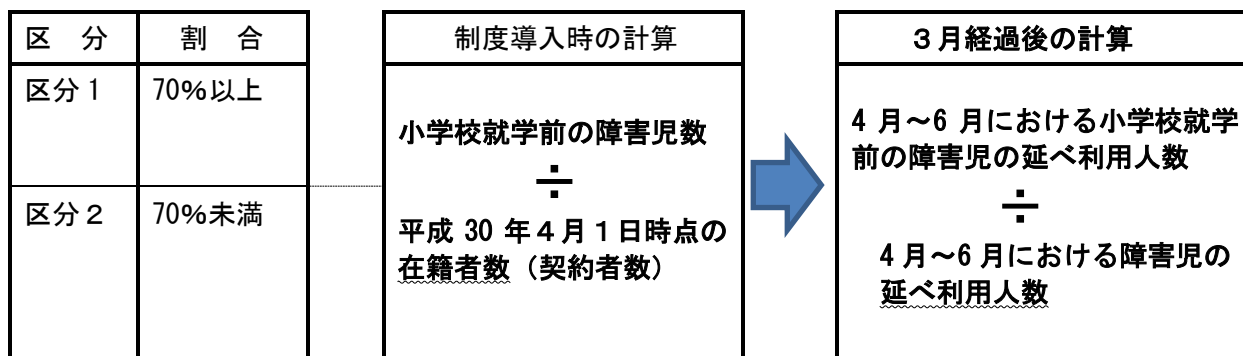 区　分
割　合
区分１
70%以上
区分２
70%未満
制度導入時の計算
小学校就学前の障害児数
÷
平成 30 年４月１日時点の
在籍者数（契約者数）
３月経過後の計算
4 月～6 月における小学校就学
前の障害児の延べ利用人数
÷
4 月～6 月における障害児の
延べ利用人数